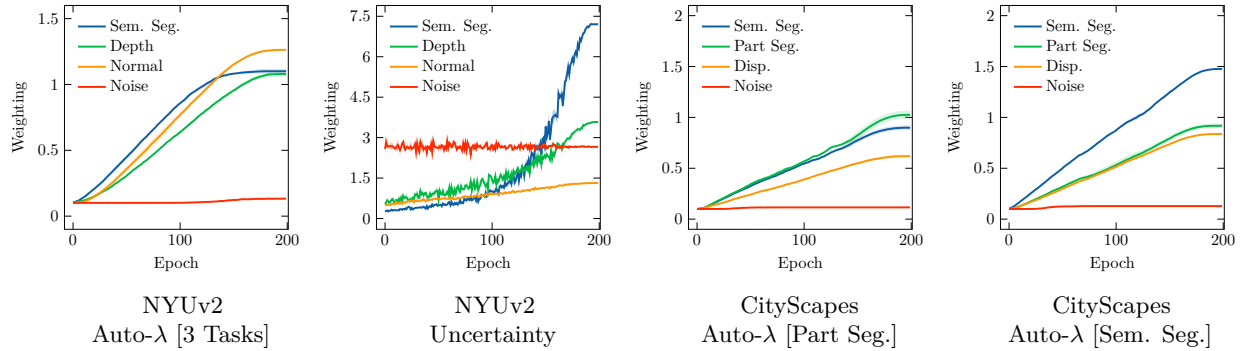 Sem. Seg.
Depth
Normal
Noise
Weighting
1.5
1
0.5
0
0
100
200
Epoch
NYUv2
Auto-λ [3 Tasks]
Sem. Seg.
Depth
Normal
Noise
Weighting
7.5
6
4.5
3
1.5
0
0
100
200
Epoch
NYUv2
Uncertainty
Sem. Seg.
Part Seg.
Disp.
Noise
Weighting
2
1.5
1
0.5
0
0
100
200
Epoch
CityScapes
Auto-λ [Part Seg.]
Sem. Seg.
Part Seg.
Disp.
Noise
Weighting
2
1.5
1
0.5
0
0
100
200
Epoch
CityScapes
Auto-λ [Sem. Seg.]